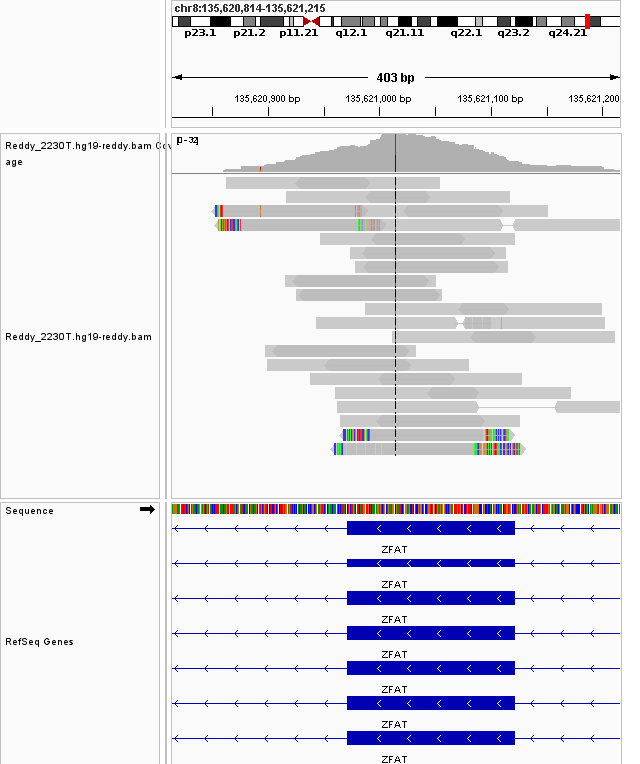 chr8:135,620,814-135,621,215
p23.1 p21.2 p11.21 q12.1 q21.11 q22.1 q23.2 q24.21
403 bp
135,620,900 bp 135,621,000 bp 135,621,100 bp 135,621,200
[0-32]
Reddy_2230T.hg19-reddy.bam Cov
age
Reddy_2230T.hg19-reddy.bam
Sequence
ZFAT
ZFAT
ZFAT
RefSeq Genes
ZFAT
ZFAT
ZFAT
ZFAT